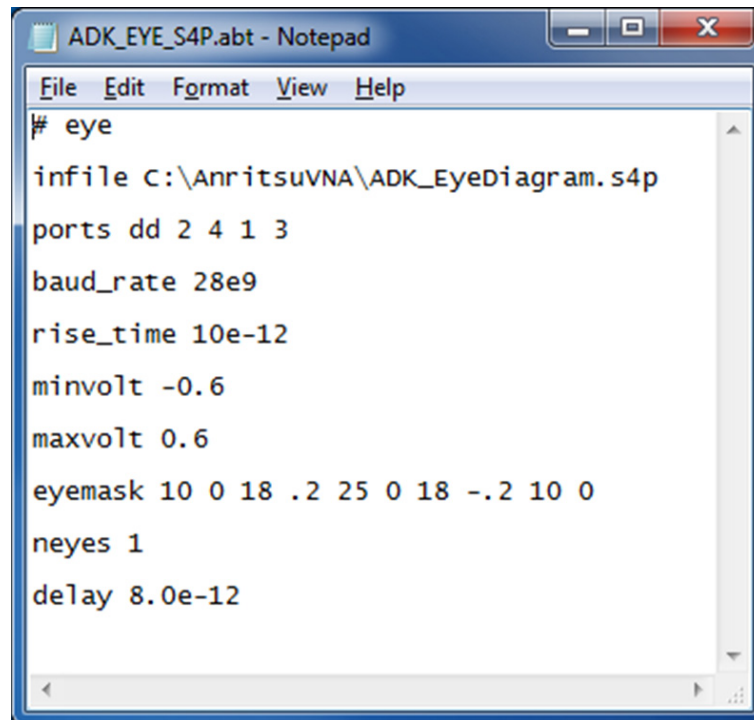 ADK_EYE_S4P.abt - Notepad
File Edit Format View Help
# eye
infile C:\AnritsuVNA\ADK_EyeDiagram.s4p
ports dd 2 4 1 3
baud_rate 28e9
rise_time 10e-12
minvolt -0.6
maxvolt 0.6
eyemask 10 0 18 .2 25 0 18 -.2 10 0
neyes 1
delay 8.0e-12